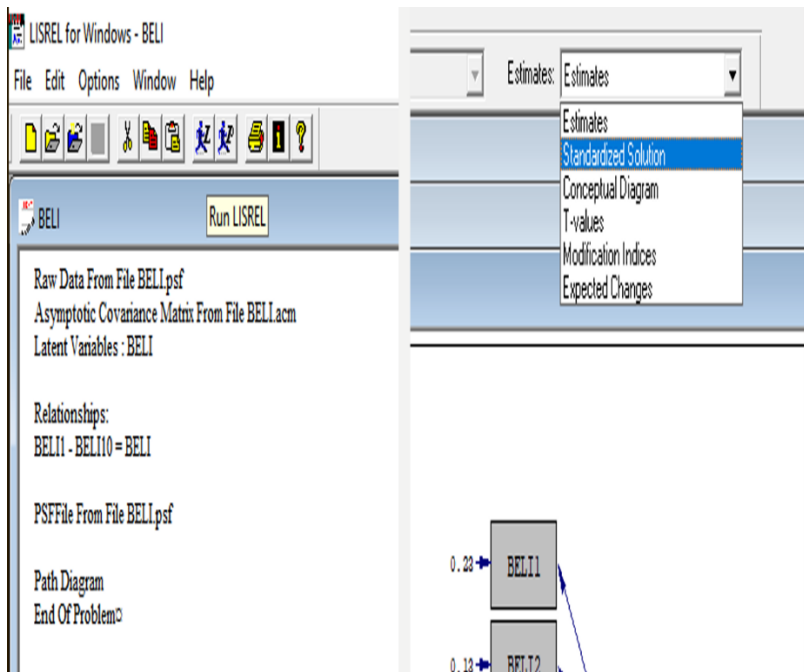 LISREL for Windows - BELI
File Edit Options Window Help
BELI
Run LISREL
Raw Data From File BELI.psf
Asymptotic Covariance Matrix From File BELI.acm
Latent Variables : BELI
Relationships:
BELI1 - BELI10 = BELI
PSFFile From File BELI.psf
Path Diagram
End Of Problem¤
Estimates: Estimates
Estimates
Standardized Solution
Conceptual Diagram
T-values
Modification Indices
Expected Changes
0.23 BELI1
0.13 BELI2